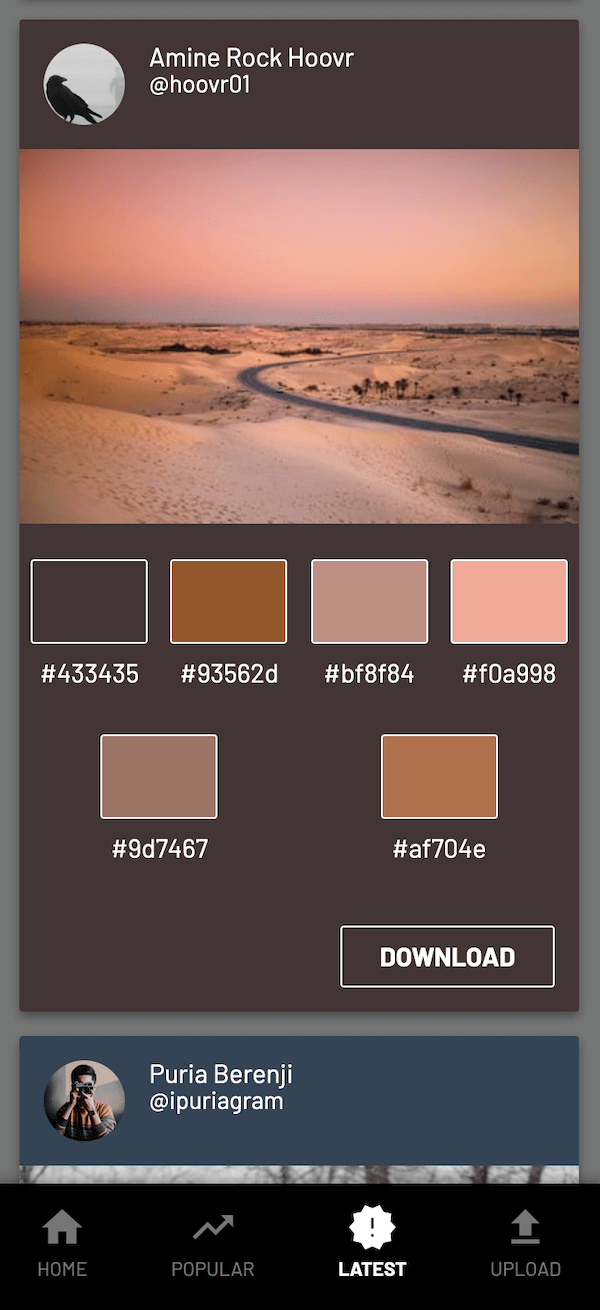 Amine Rock Hoovr
@hoovr01
#433435 #93562d #bf8f84 #f0a998
#9d7467 #af704e
DOWNLOAD
Puria Berenji
@ipuriagram
HOME POPULAR LATEST UPLOAD